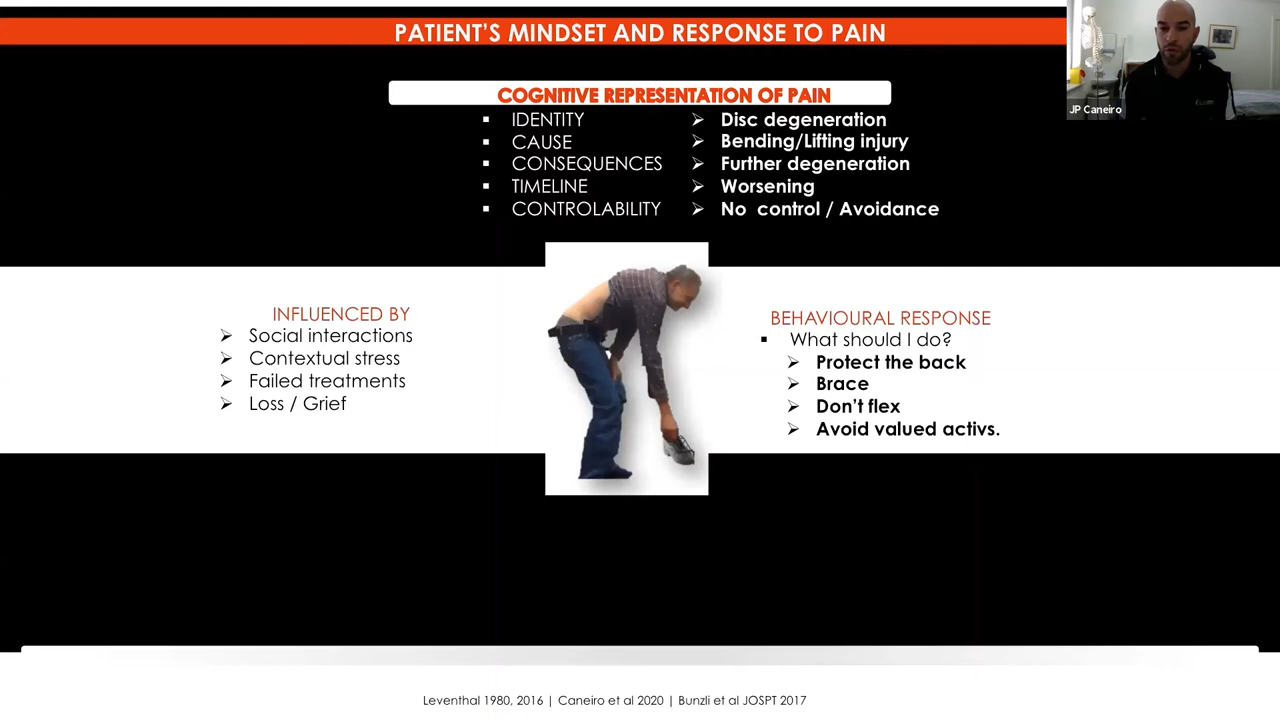 PATIENT'S MINDSET AND RESPONSE TO PAIN
JP Caneiro
COGNITIVE REPRESENTATION OF PAIN
▪ IDENTITY ➢ Disc degeneration
▪ CAUSE ➢ Bending/Lifting injury
▪ CONSEQUENCES ➢ Further degeneration
▪ TIMELINE ➢ Worsening
▪ CONTROLABILITY ➢ No control / Avoidance
INFLUENCED BY
➢ Social interactions
➢ Contextual stress
➢ Failed treatments
➢ Loss / Grief
BEHAVIOURAL RESPONSE
▪ What should I do?
➢ Protect the back
➢ Brace
➢ Don't flex
➢ Avoid valued activs.
Leventhal 1980, 2016 | Caneiro et al 2020 | Bunzli et al JOSPT 2017